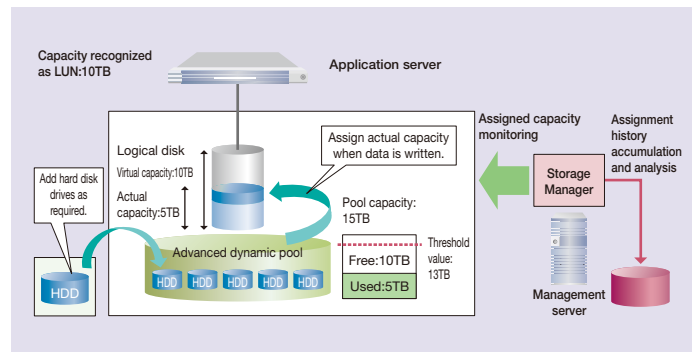 Capacity recognized
as LUN:10TB
Application server
Logical disk
Virtual capacity:10TB
Actual
capacity:5TB
Assign actual capacity
when data is written.
Assigned capacity
monitoring
Assignment
history
accumulation
and analysis
Storage
Manager
Add hard disk
drives as
required.
Pool capacity:
15TB
Threshold
value:
13TB
Advanced dynamic pool
Free:10TB
Used:5TB
HDD
HDD
HDD
HDD
HDD
HDD
Management
server